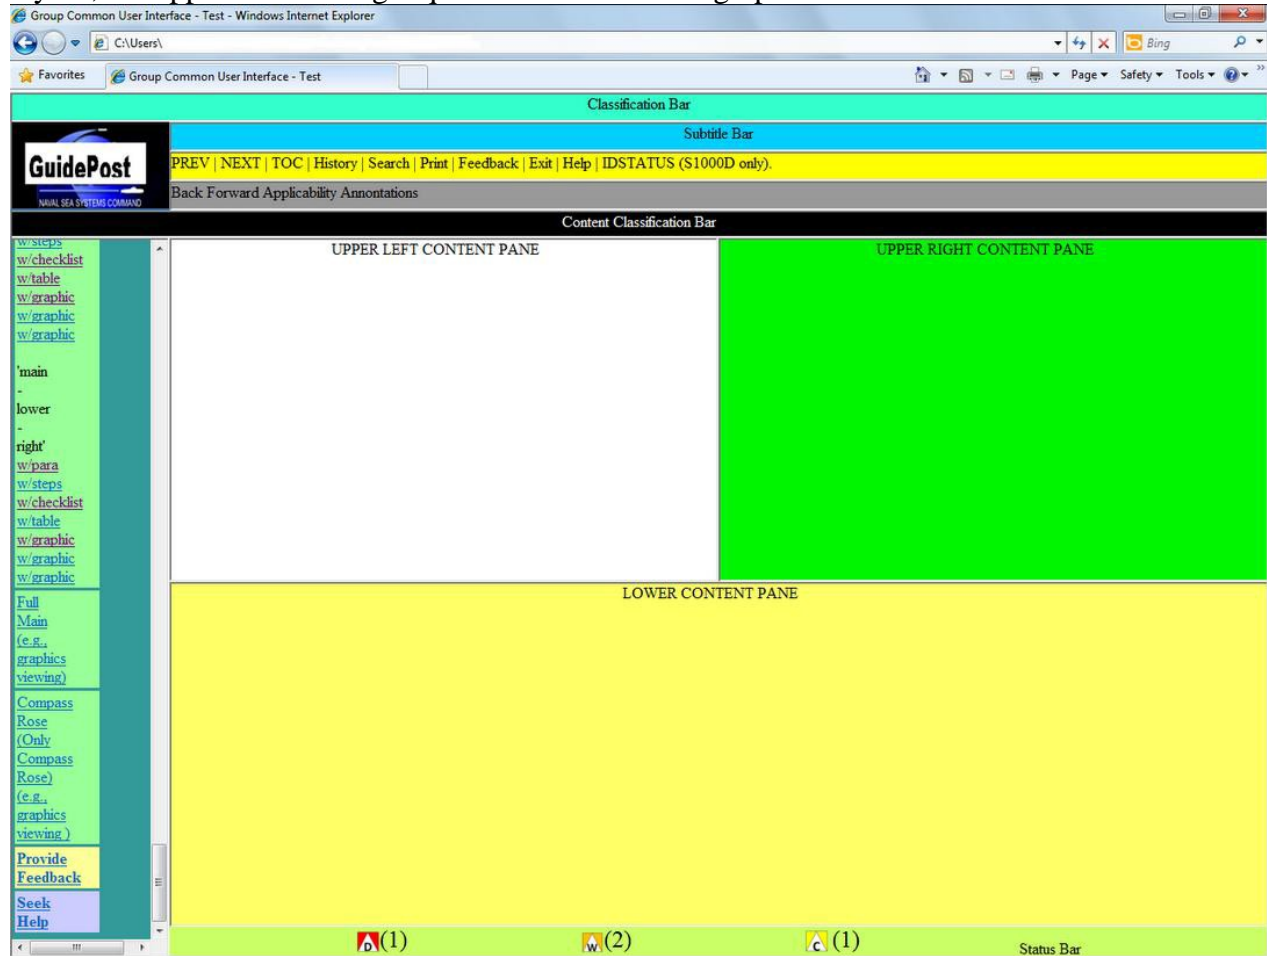 Group Common User Interface - Test - Windows Internet Explorer
C:\Users\
Bing
Favorites
Group Common User Interface - Test
Page
Safety
Tools
Classification Bar
Subtitle Bar
GuidePost
NAVAL SEA SYSTEMS COMMAND
PREV | NEXT | TOC | History | Search | Print | Feedback | Exit | Help | IDSTATUS (S1000D only).
Back Forward Applicability Annontations
Content Classification Bar
w/steps
w/checklist
w/table
w/graphic
w/graphic
w/graphic
'main
-
lower
-
right'
w/para
w/steps
w/checklist
w/table
w/graphic
w/graphic
w/graphic
Full
Main
(e.g.,
graphics
viewing)
Compass
Rose
(Only
Compass
Rose)
(e.g.,
graphics
viewing )
Provide
Feedback
Seek
Help
UPPER LEFT CONTENT PANE
UPPER RIGHT CONTENT PANE
LOWER CONTENT PANE
D (1)
W (2)
C (1)
Status Bar